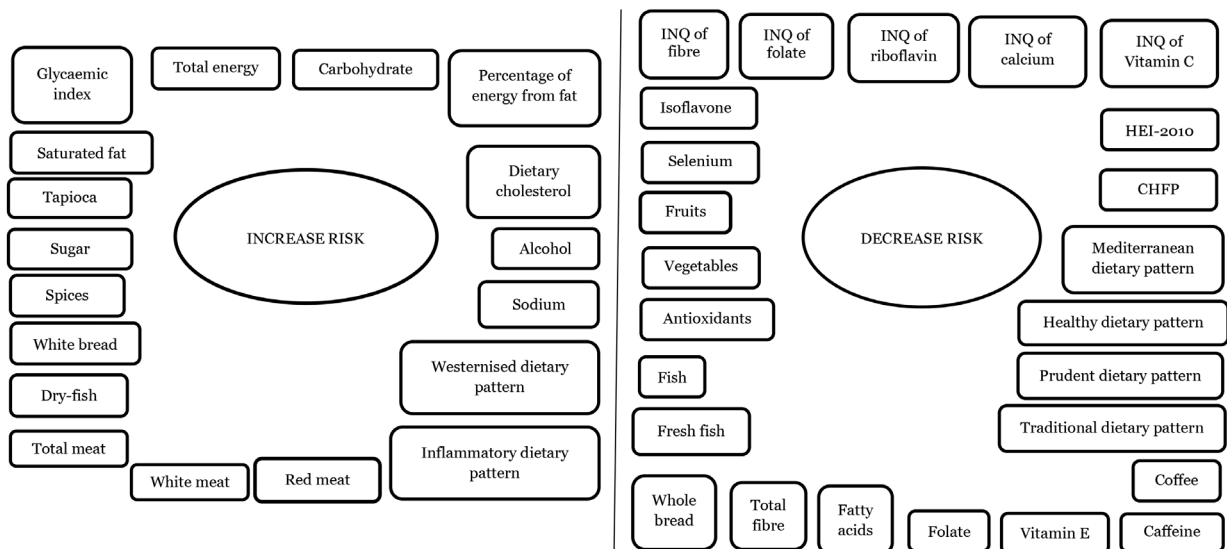 Glycaemic
index
Total energy
Carbohydrate
Percentage of
energy from fat
Saturated fat
Tapioca
Sugar
Spices
White bread
Dry-fish
Total meat
White meat
Red meat
INCREASE RISK
Dietary
cholesterol
Alcohol
Sodium
Westernised dietary
pattern
Inflammatory dietary
pattern
INQ of
fibre
INQ of
folate
INQ of
riboflavin
INQ of
calcium
INQ of
Vitamin C
Isoflavone
Selenium
Fruits
Vegetables
Antioxidants
Fish
Fresh fish
Whole
bread
Total
fibre
Fatty
acids
Folate
Vitamin E
Caffeine
DECREASE RISK
HEI-2010
CHFP
Mediterranean
dietary pattern
Healthy dietary pattern
Prudent dietary pattern
Traditional dietary pattern
Coffee